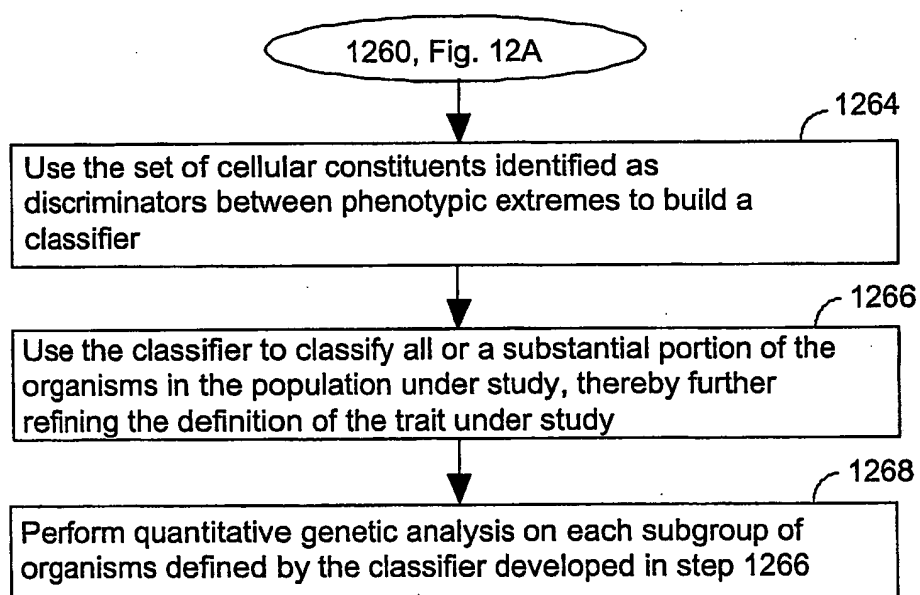 1260, Fig. 12A
1264
Use the set of cellular constituents identified as
discriminators between phenotypic extremes to build a
classifier
1266
Use the classifier to classify all or a substantial portion of the
organisms in the population under study, thereby further
refining the definition of the trait under study
1268
Perform quantitative genetic analysis on each subgroup of
organisms defined by the classifier developed in step 1266